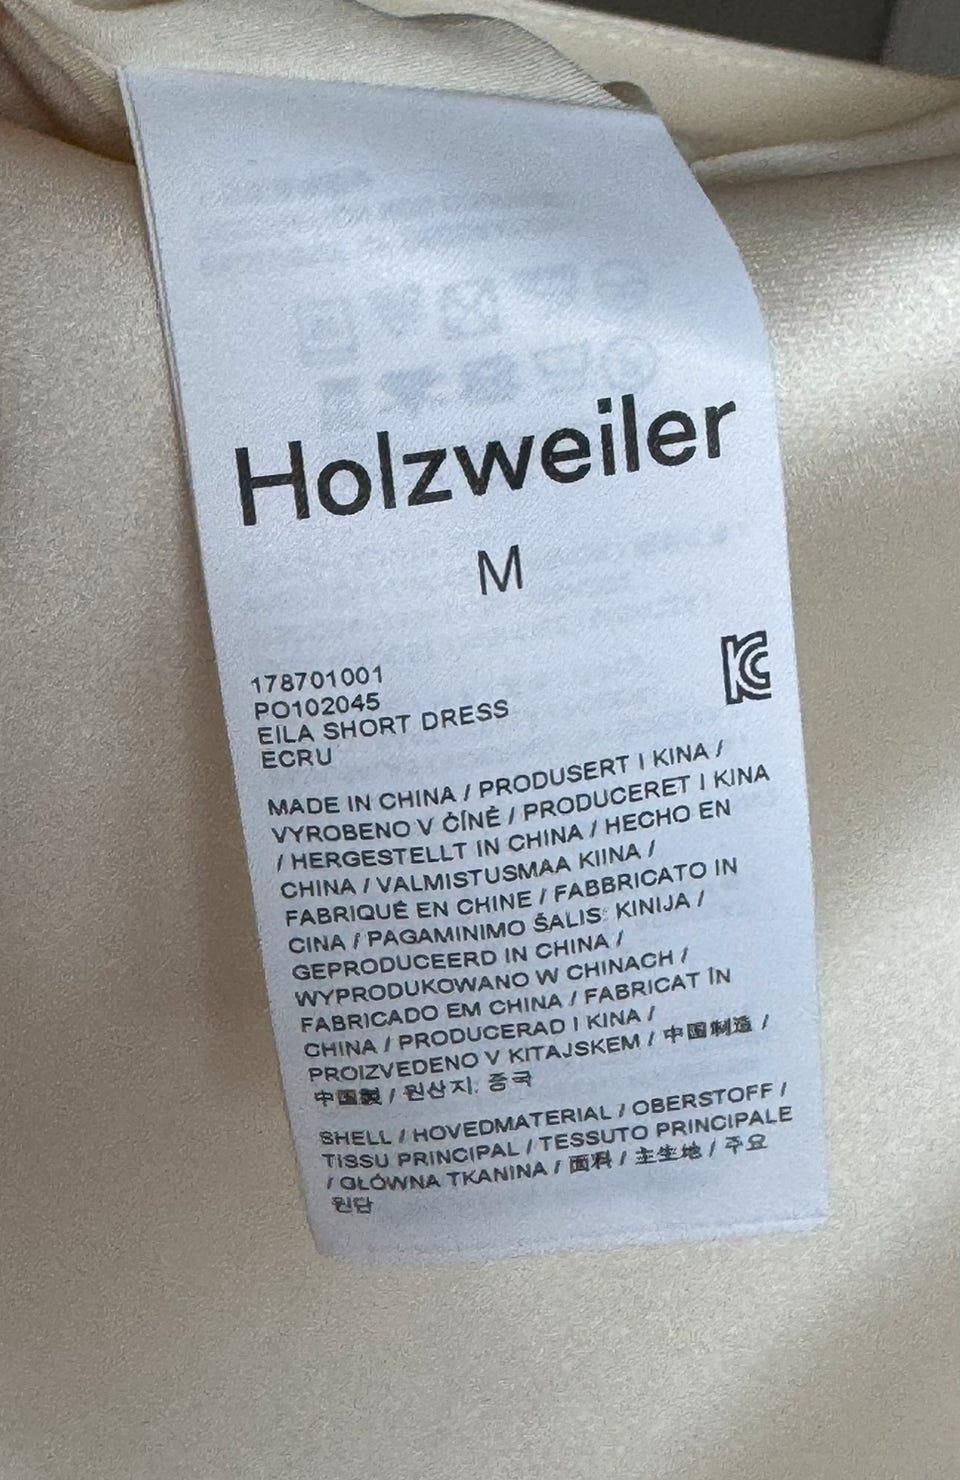 Holzweiler
M
178701001
PO102045
EILA SHORT DRESS
ECRU
MADE IN CHINA / PRODUSERT I KINA /
VYROBENO V ČÍNĚ / PRODUCERET I KINA
/ HERGESTELLT IN CHINA / HECHO EN
CHINA / VALMISTUSMAA KIINA /
FABRIQUÉ EN CHINE / FABBRICATO IN
CINA / PAGAMINIMO ŠALIS: KINIJA /
GEPRODUCEERD IN CHINA /
WYPRODUKOWANO W CHINACH /
FABRICADO EM CHINA / FABRICAT ÎN
CHINA / PRODUCERAD I KINA /
PROIZVEDENO V KITAJSKEM / 中国制造 /
中国製 / 원산지: 중국
SHELL / HOVEDMATERIAL / OBERSTOFF /
TISSU PRINCIPAL / TESSUTO PRINCIPALE
/ GŁÓWNA TKANINA / 面料 / 主生地 / 주요
원단